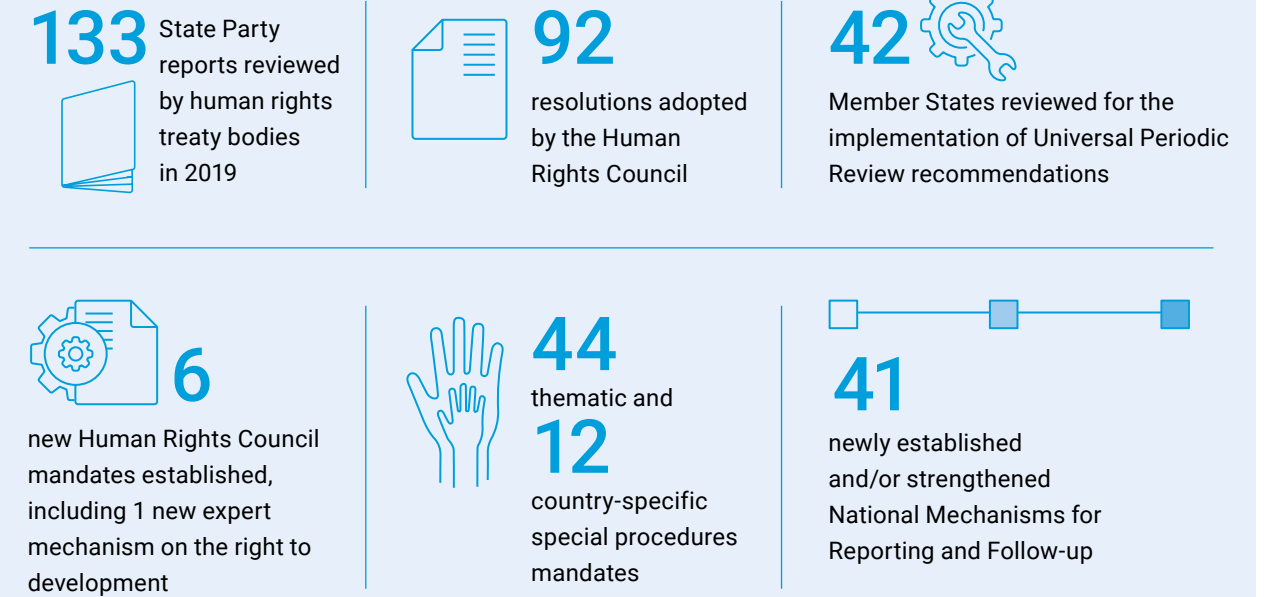 133
State Party
reports reviewed
by human rights
treaty bodies
in 2019
92
resolutions adopted
by the Human
Rights Council
42
Member States reviewed for the
implementation of Universal Periodic
Review recommendations
6
new Human Rights Council
mandates established,
including 1 new expert
mechanism on the right to
development
44
thematic and
12
country-specific
special procedures
mandates
41
newly established
and/or strengthened
National Mechanisms for
Reporting and Follow-up